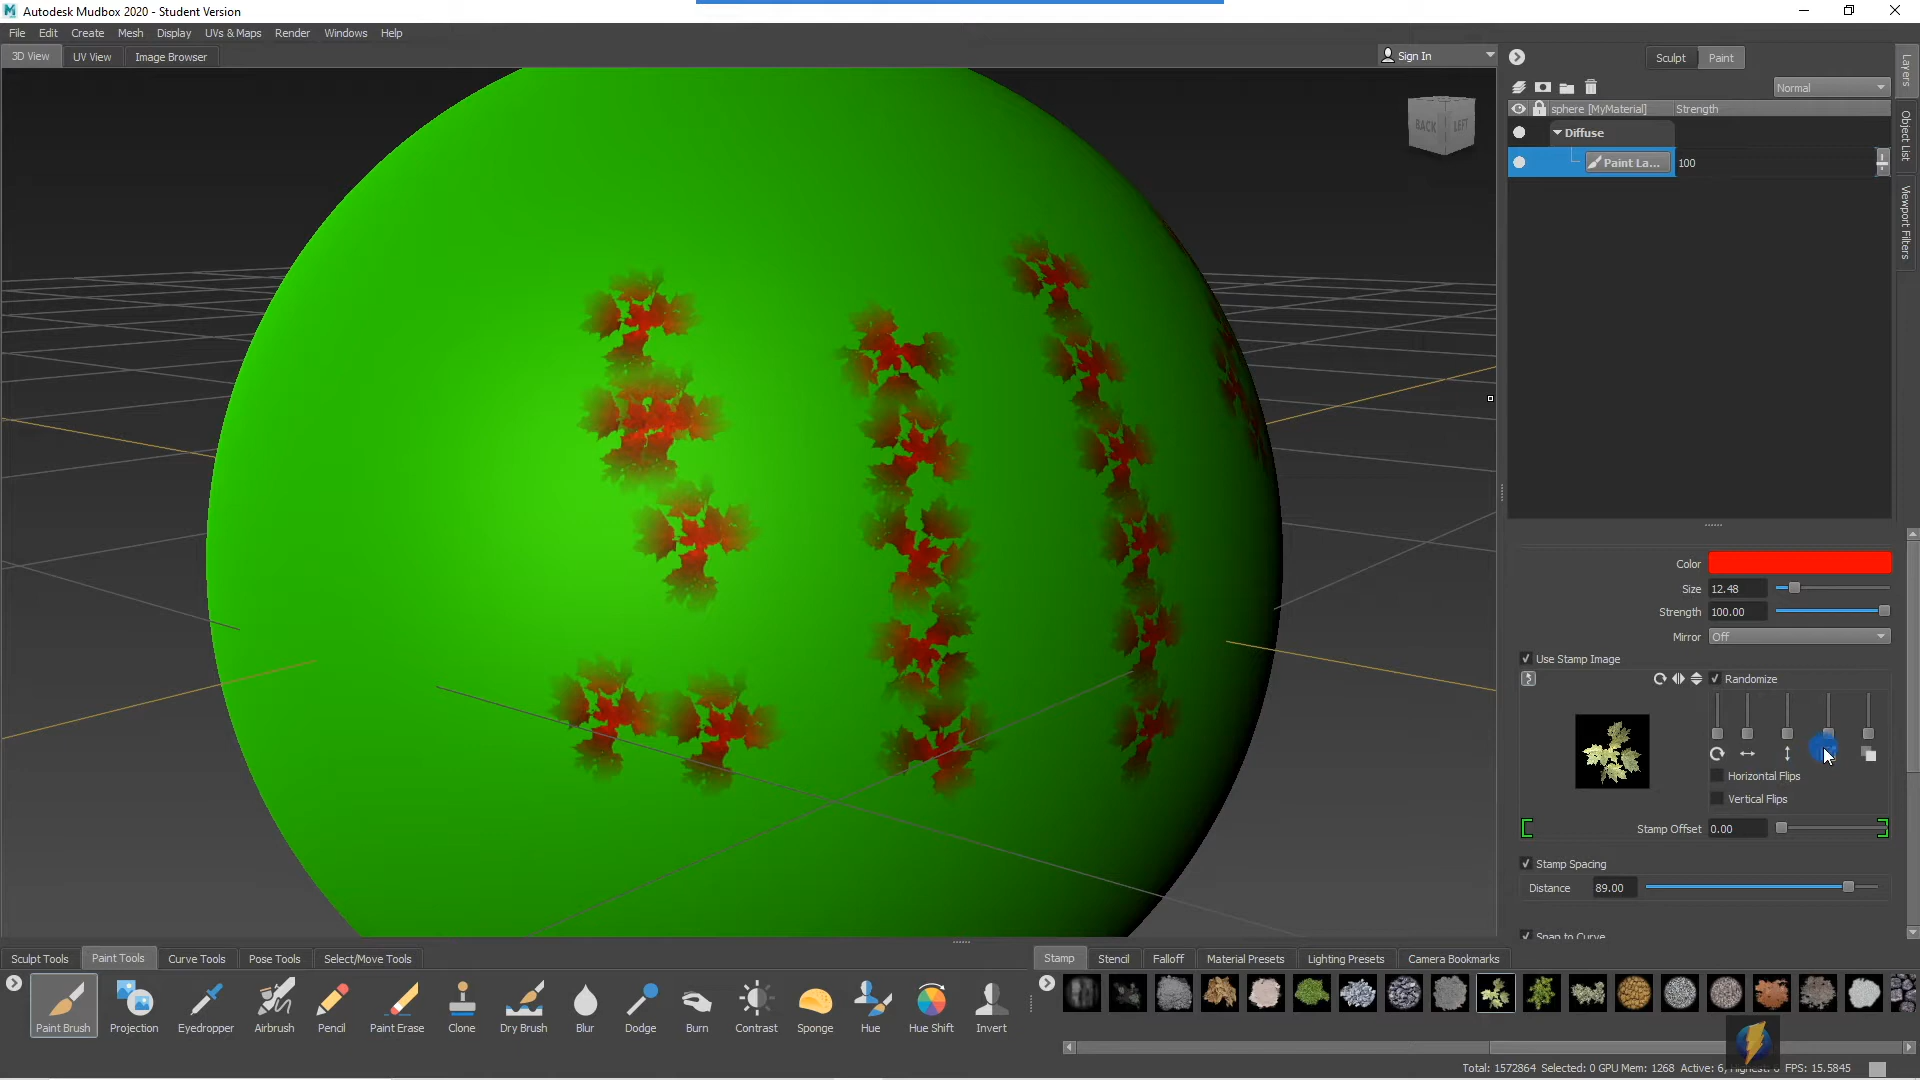 Autodesk Mudbox 2020 - Student Version
File Edit Create Mesh Display UVs & Maps Render Windows Help
3D View UV View Image Browser
Sign In
Sculpt Paint
Layers
Object List
Viewport Filters
BACK LEFT
Normal
sphere [MyMaterial] Strength
Diffuse
Paint La... 100
Color
Size 12.48
Strength 100.00
Mirror Off
Use Stamp Image
Randomize
Horizontal Flips
Vertical Flips
Stamp Offset 0.00
Stamp Spacing
Distance 89.00
Snap to Curve
Sculpt Tools Paint Tools Curve Tools Pose Tools Select/Move Tools
Stamp Stencil Falloff Material Presets Lighting Presets Camera Bookmarks
Paint Brush Projection Eyedropper Airbrush Pencil Paint Erase Clone Dry Brush Blur Dodge Burn Contrast Sponge Hue Hue Shift Invert
Total: 1572864 Selected: 0 GPU Mem: 1268 Active: 6, Highest: 6 FPS: 15.5845